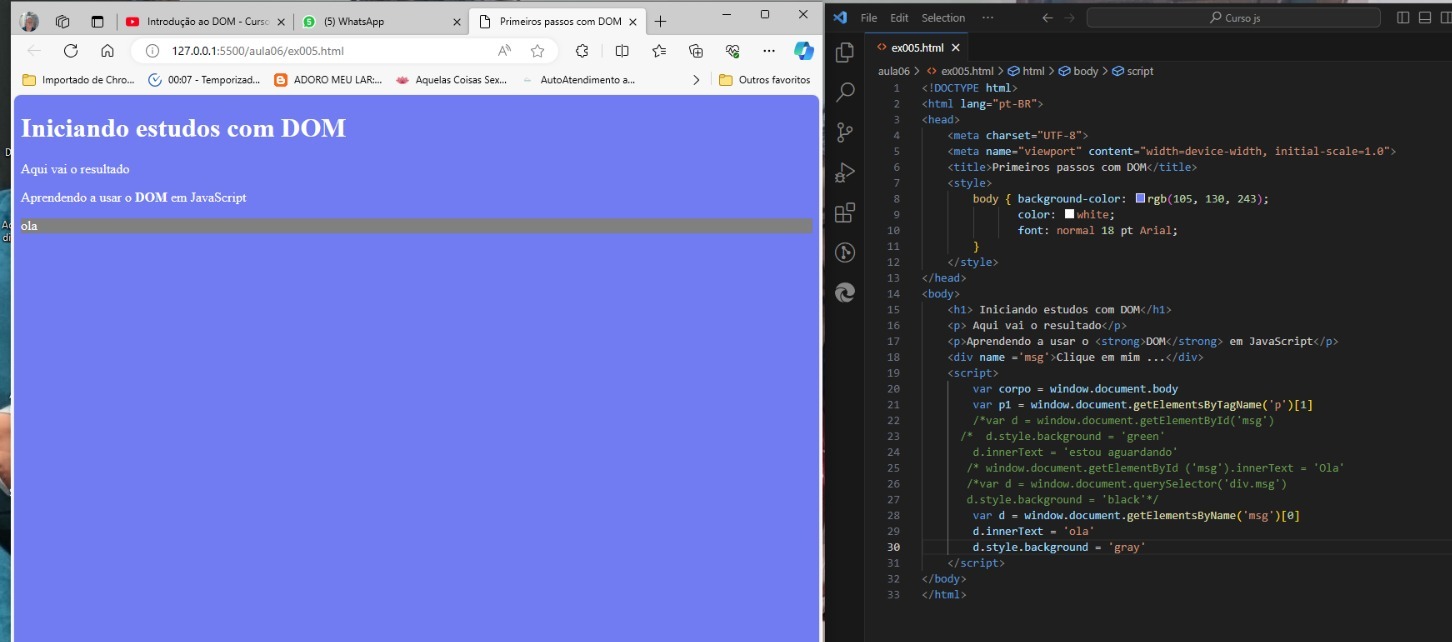 Introdução ao DOM - Curso
(5) WhatsApp
Primeiros passos com DOM
127.0.0.1:5500/aula06/ex005.html
Importado de Chro...
00:07 - Temporizad...
ADORO MEU LAR:...
Aquelas Coisas Sex...
AutoAtendimento a...
Outros favoritos
Iniciando estudos com DOM
Aqui vai o resultado
Aprendendo a usar o DOM em JavaScript
ola
File Edit Selection ...
Curso js
ex005.html
aula06 > ex005.html > html > body > script
1 <!DOCTYPE html>
2 <html lang="pt-BR">
3 <head>
4 <meta charset="UTF-8">
5 <meta name="viewport" content="width=device-width, initial-scale=1.0">
6 <title>Primeiros passos com DOM</title>
7 <style>
8 body { background-color: rgb(105, 130, 243);
9 color: white;
10 font: normal 18 pt Arial;
11 }
12 </style>
13 </head>
14 <body>
15 <h1> Iniciando estudos com DOM</h1>
16 <p> Aqui vai o resultado</p>
17 <p>Aprendendo a usar o <strong>DOM</strong> em JavaScript</p>
18 <div name ='msg'>Clique em mim ...</div>
19 <script>
20 var corpo = window.document.body
21 var p1 = window.document.getElementsByTagName('p')[1]
22 /*var d = window.document.getElementById('msg')
23 /* d.style.background = 'green'
24 d.innerText = 'estou aguardando'
25 /* window.document.getElementById ('msg').innerText = 'Ola'
26 /*var d = window.document.querySelector('div.msg')
27 d.style.background = 'black'*/
28 var d = window.document.getElementsByName('msg')[0]
29 d.innerText = 'ola'
30 d.style.background = 'gray'
31 </script>
32 </body>
33 </html>